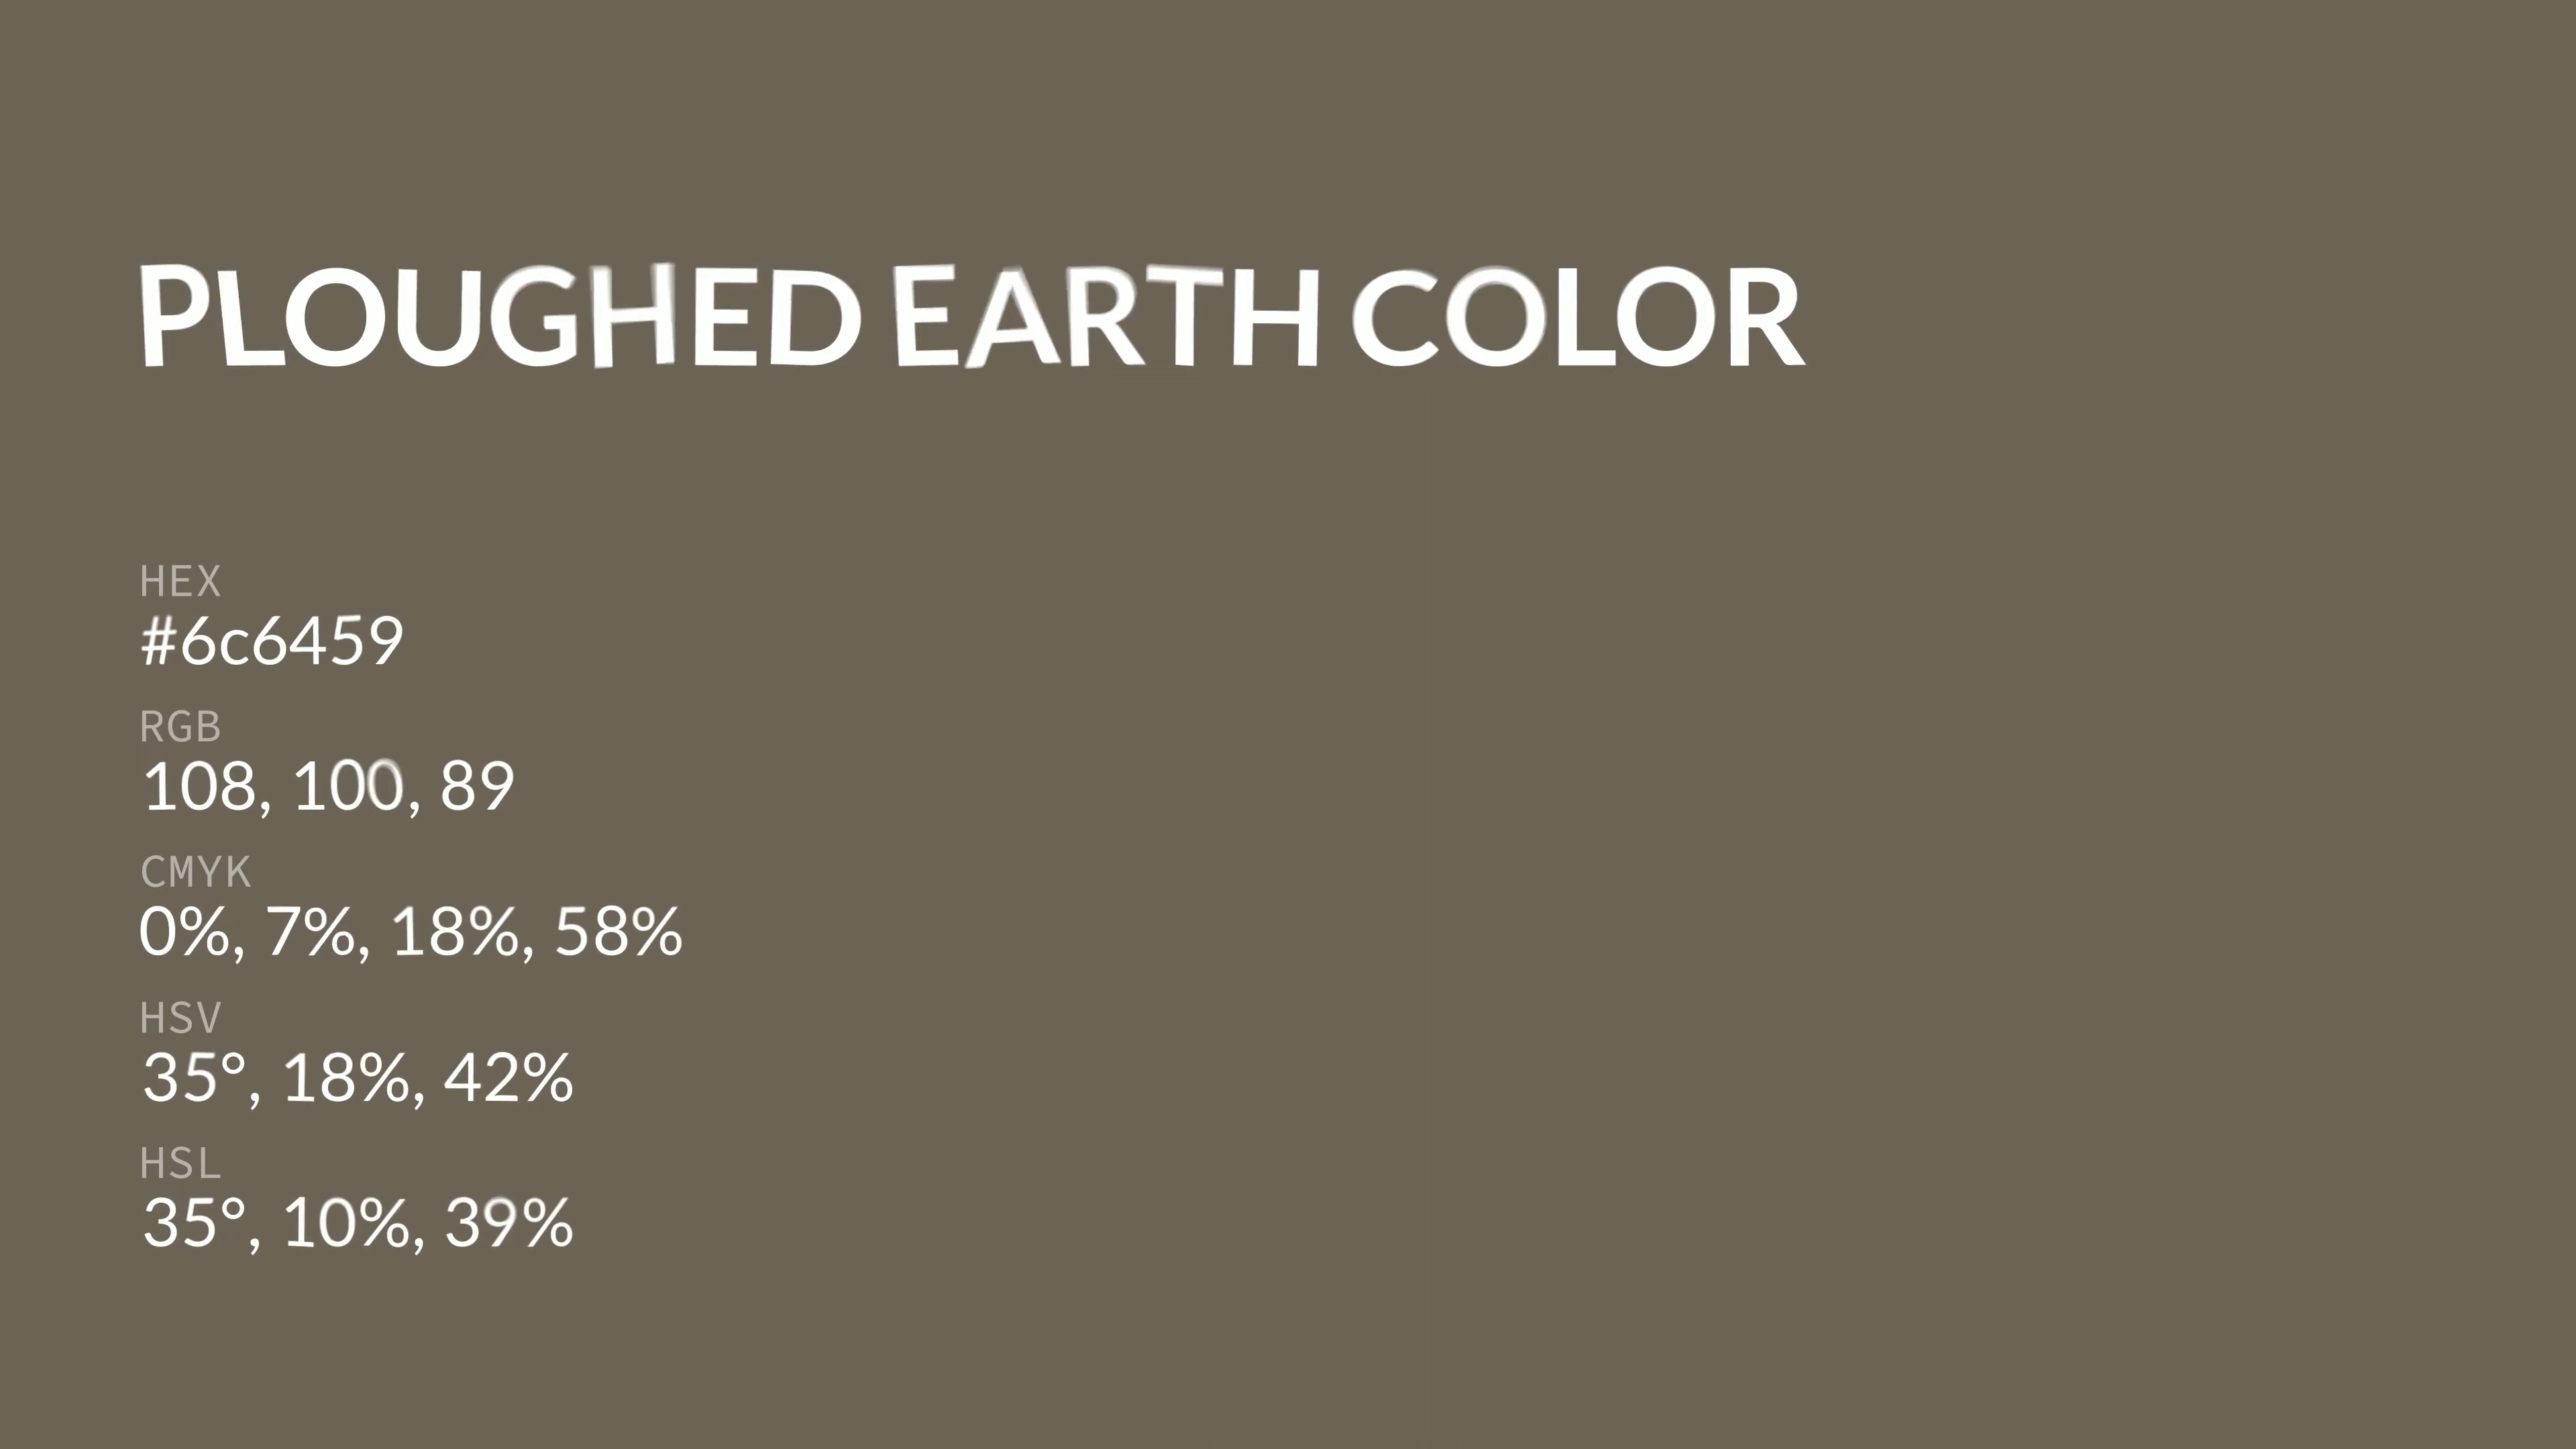 PLOUGHED EARTH COLOR
HEX
#6c6459
RGB
108, 100, 89
CMYK
0%, 7%, 18%, 58%
HSV
35°, 18%, 42%
HSL
35°, 10%, 39%